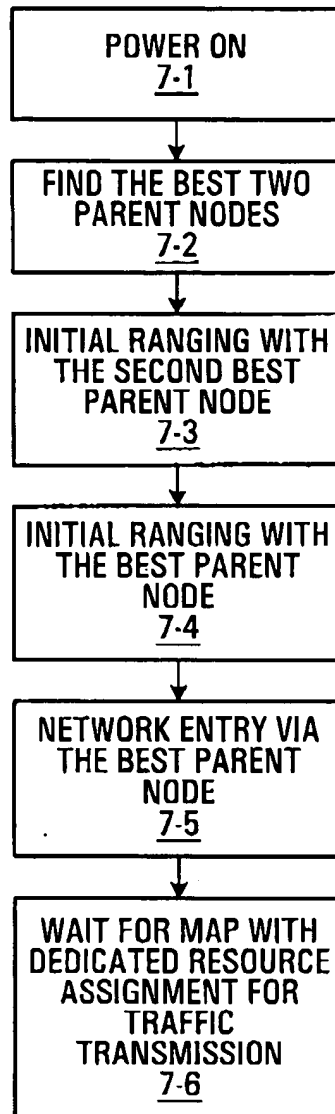 POWER ON
7-1
FIND THE BEST TWO
PARENT NODES
7-2
INITIAL RANGING WITH
THE SECOND BEST
PARENT NODE
7-3
INITIAL RANGING WITH
THE BEST PARENT
NODE
7-4
NETWORK ENTRY VIA
THE BEST PARENT
NODE
7-5
WAIT FOR MAP WITH
DEDICATED RESOURCE
ASSIGNMENT FOR
TRAFFIC
TRANSMISSION
7-6